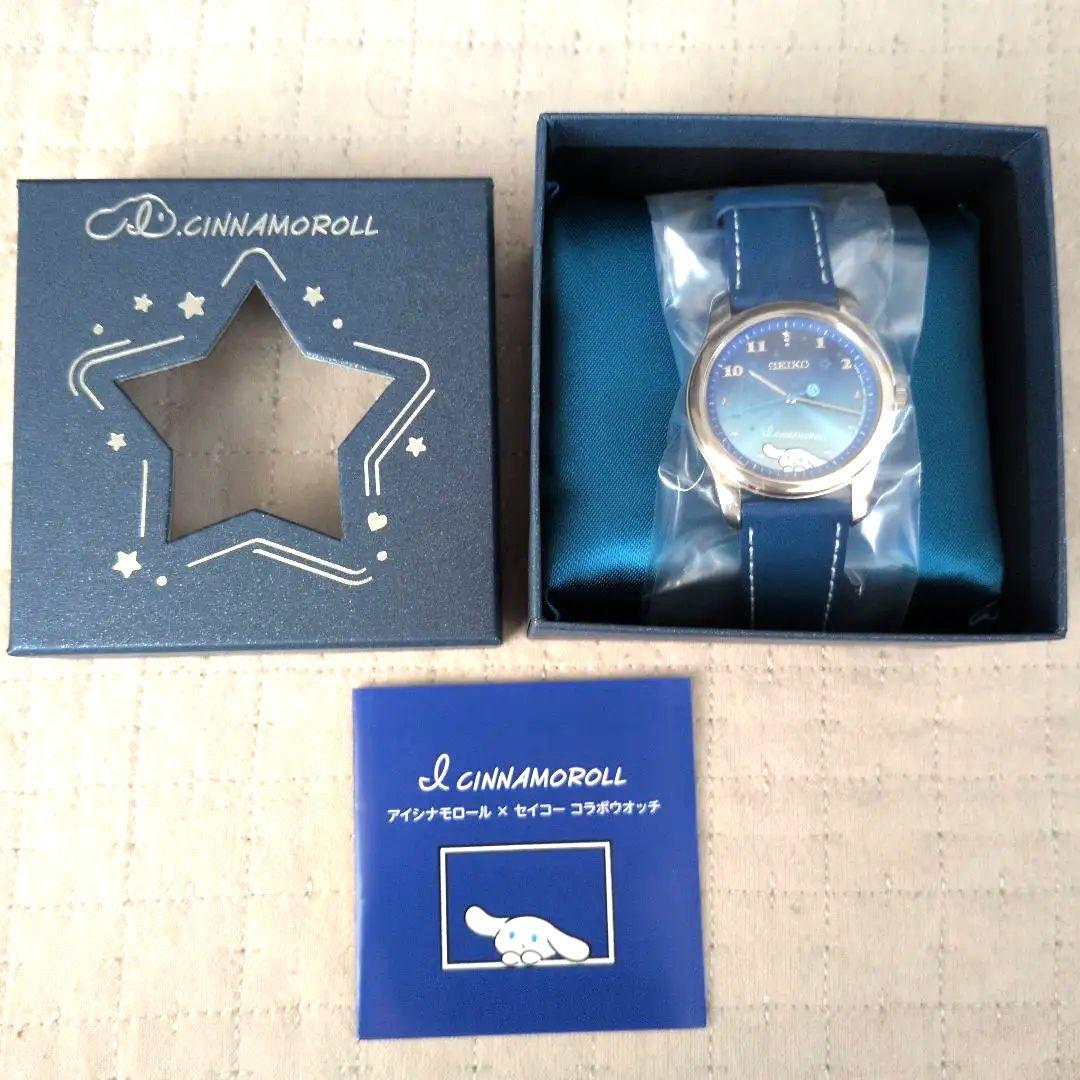 I.CINNAMOROLL
11
1
10
2
SEIKO
I CINNAMOROLL
I CINNAMOROLL
アイシナモロール × セイコー コラボウオッチ